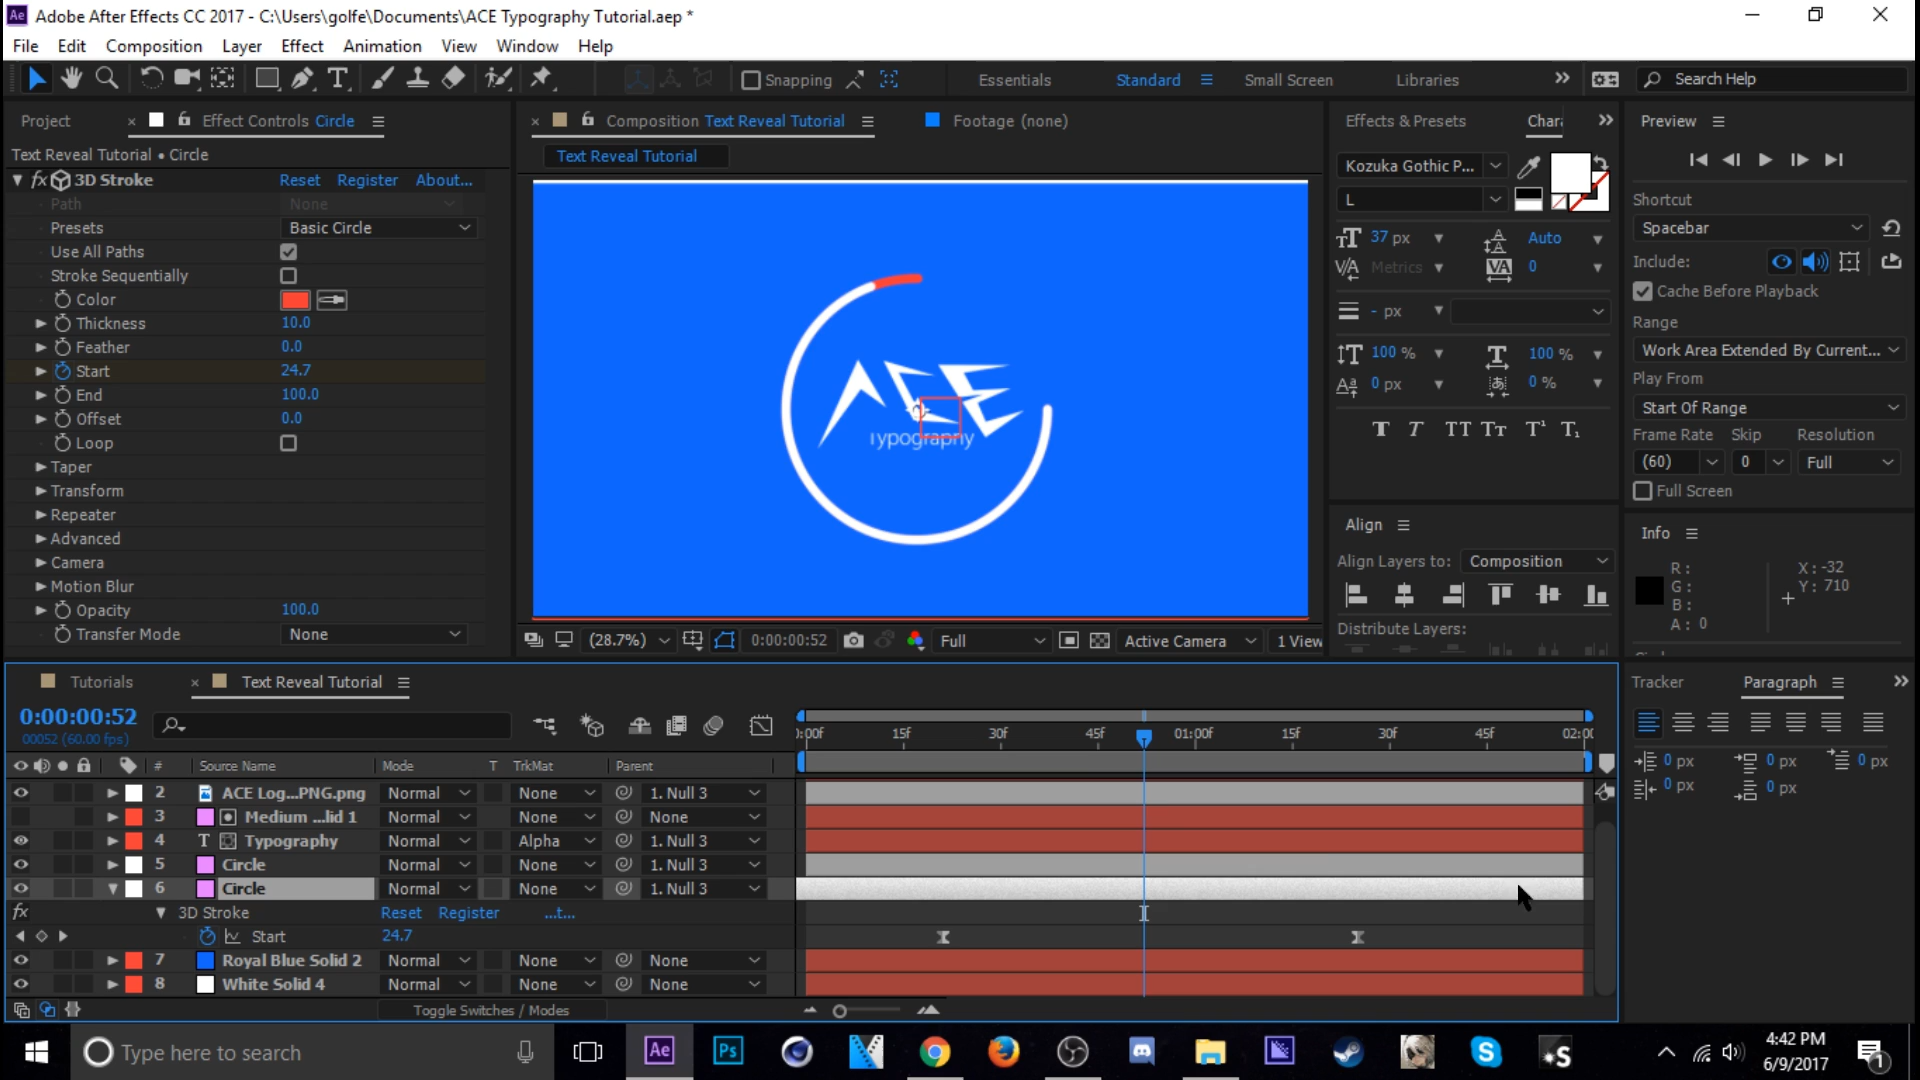 Ae Adobe After Effects CC 2017 - C:\Users\golfe\Documents\ACE Typography Tutorial.aep *
File Edit Composition Layer Effect Animation View Window Help
Snapping Essentials Standard Small Screen Libraries Search Help
Project Effect Controls Circle
Composition Text Reveal Tutorial Footage (none)
Effects & Presets Chara
Preview
Text Reveal Tutorial • Circle
Text Reveal Tutorial
fx 3D Stroke Reset Register About...
Path None
Presets Basic Circle
Use All Paths
Stroke Sequentially
Color
Thickness 10.0
Feather 0.0
Start 24.7
End 100.0
Offset 0.0
Loop
Taper
Transform
Repeater
Advanced
Camera
Motion Blur
Opacity 100.0
Transfer Mode None
ACE
Typography
(28.7%) 0:00:00:52 Full Active Camera 1 View
Kozuka Gothic P...
L
37 px Auto
Metrics 0
- px
100 % 100 %
0 px 0 %
T T TT Tт T¹ T₁
Align
Align Layers to: Composition
Distribute Layers:
Shortcut
Spacebar
Include:
Cache Before Playback
Range
Work Area Extended By Current...
Play From
Start Of Range
Frame Rate Skip Resolution
(60) 0 Full
Full Screen
Info
R :
G :
B :
A : 0
X : -32
Y : 710
Tutorials Text Reveal Tutorial
0:00:00:52
00052 (60.00 fps)
):00f 15f 30f 45f 01:00f 15f 30f 45f 02:00
# Source Name Mode T TrkMat Parent
2 ACE Log...PNG.png Normal None 1. Null 3
3 Medium ...lid 1 Normal None None
4 T Typography Normal Alpha 1. Null 3
5 Circle Normal None 1. Null 3
6 Circle Normal None 1. Null 3
fx 3D Stroke Reset Register ...t...
Start 24.7
7 Royal Blue Solid 2 Normal None None
8 White Solid 4 Normal None None
Toggle Switches / Modes
Tracker Paragraph
0 px 0 px 0 px
0 px 0 px
Type here to search
Ae Ps
4:42 PM
6/9/2017
1